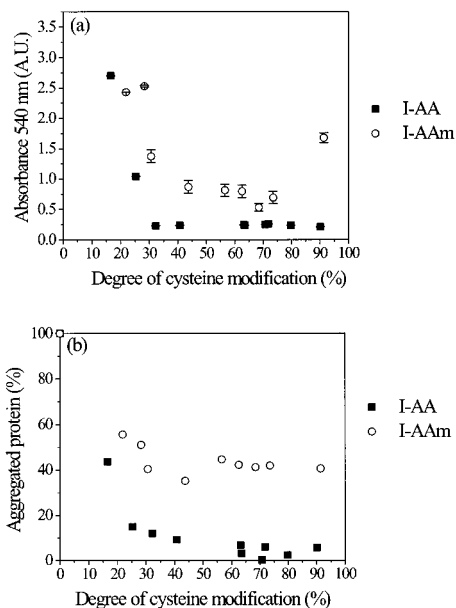 (a)
Absorbance 540 nm (A.U.)
3.5
3.0
2.5
2.0
1.5
1.0
0.5
0.0
0 10 20 30 40 50 60 70 80 90 100
Degree of cysteine modification (%)
I-AA
I-AAm
(b)
Aggregated protein (%)
100
80
60
40
20
0
0 10 20 30 40 50 60 70 80 90 100
Degree of cysteine modification (%)
I-AA
I-AAm